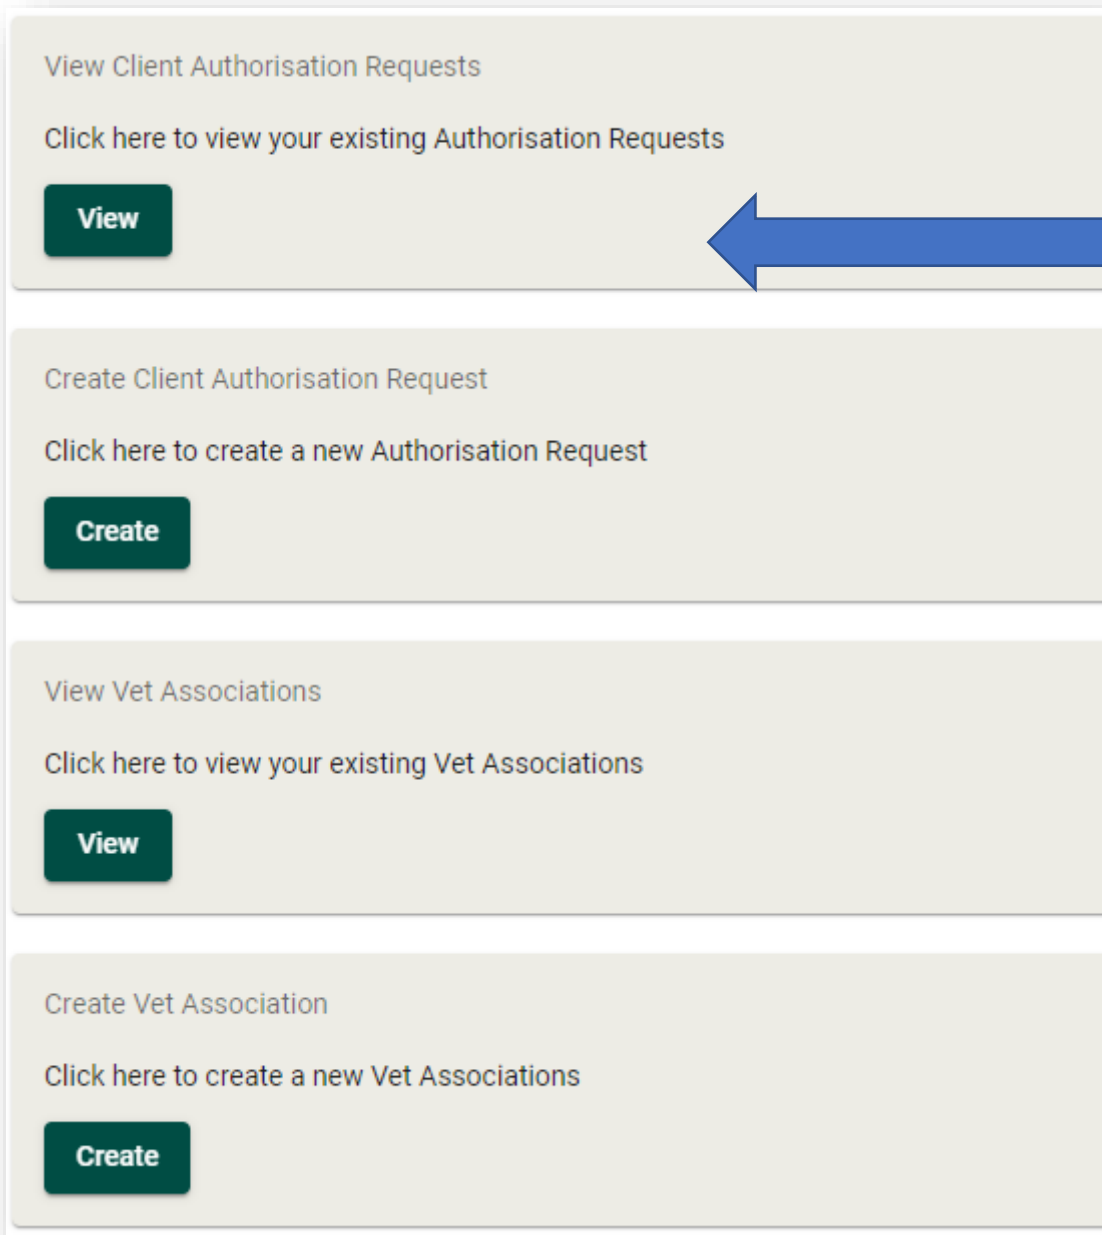 View Client Authorisation Requests
Click here to view your existing Authorisation Requests
View
Create Client Authorisation Request
Click here to create a new Authorisation Request
Create
View Vet Associations
Click here to view your existing Vet Associations
View
Create Vet Association
Click here to create a new Vet Associations
Create